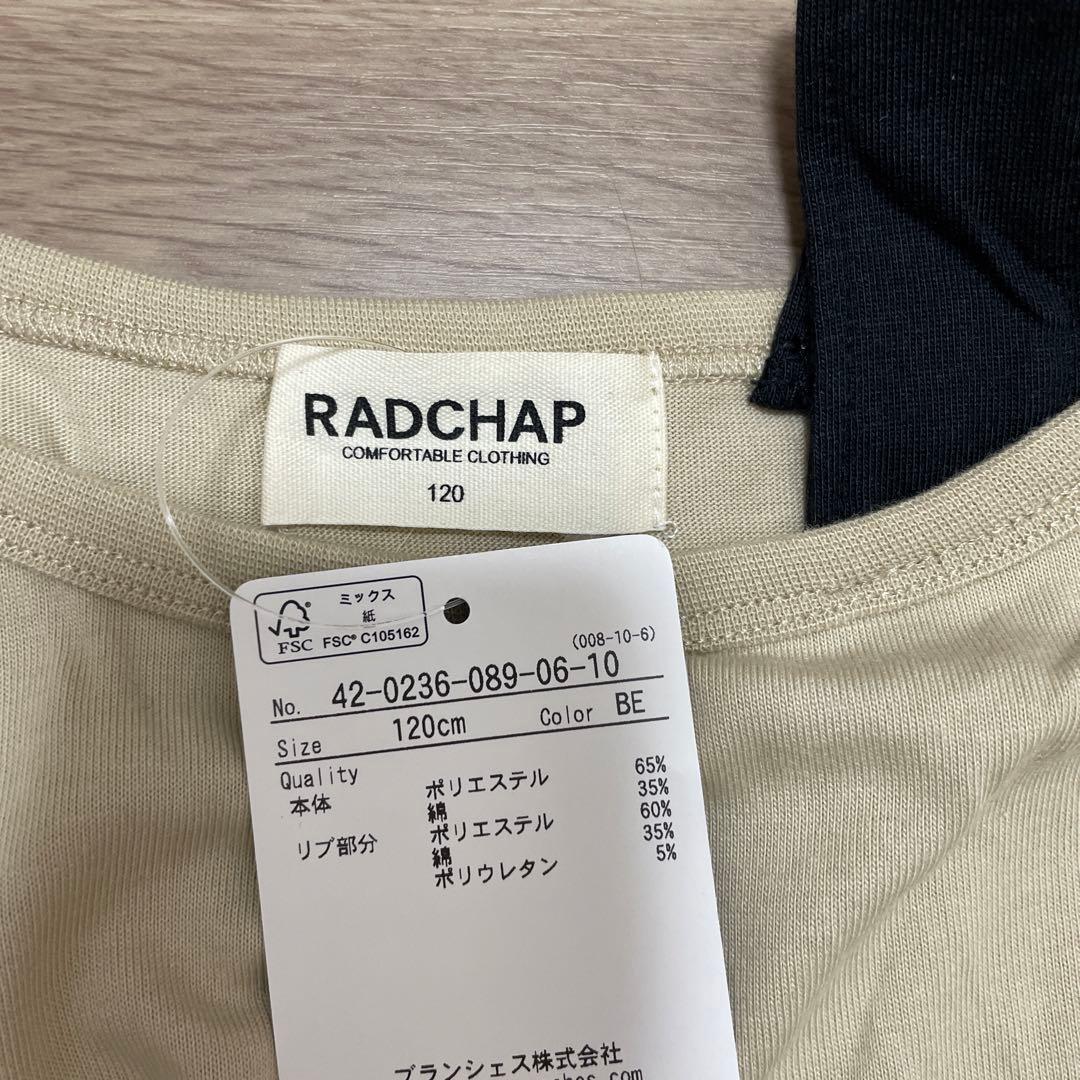 RADCHAP
COMFORTABLE CLOTHING
120
ミックス
紙
FSC
FSC® C105162
(008-10-6)
No. 42-0236-089-06-10
Size 120cm Color BE
Quality
本体 ポリエステル 65%
綿 35%
リブ部分 ポリエステル 60%
綿 35%
ポリウレタン 5%
ブランシェス株式会社